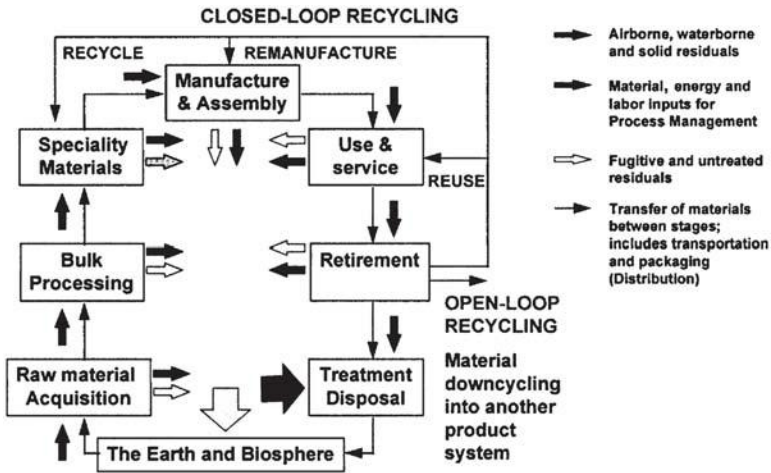 CLOSED-LOOP RECYCLING
RECYCLE
REMANUFACTURE
Manufacture
& Assembly
Speciality
Materials
Use &
service
REUSE
Bulk
Processing
Retirement
OPEN-LOOP
RECYCLING
Raw material
Acquisition
Treatment
Disposal
Material
downcycling
into another
product
system
The Earth and Biosphere
Airborne, waterborne
and solid residuals
Material, energy and
labor inputs for
Process Management
Fugitive and untreated
residuals
Transfer of materials
between stages;
includes transportation
and packaging
(Distribution)